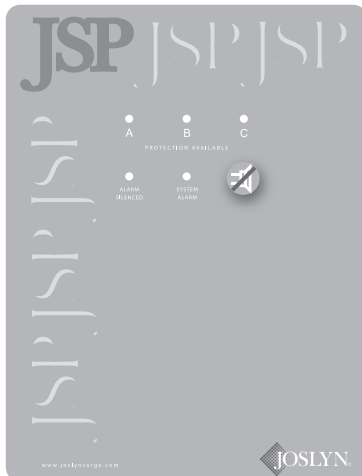 JSP JSP JSP
A B C
PROTECTION AVAILABLE
ALARM SYSTEM
SILENCED ALARM
JSP JSP JSP
www.joslynsurge.com
JOSLYN